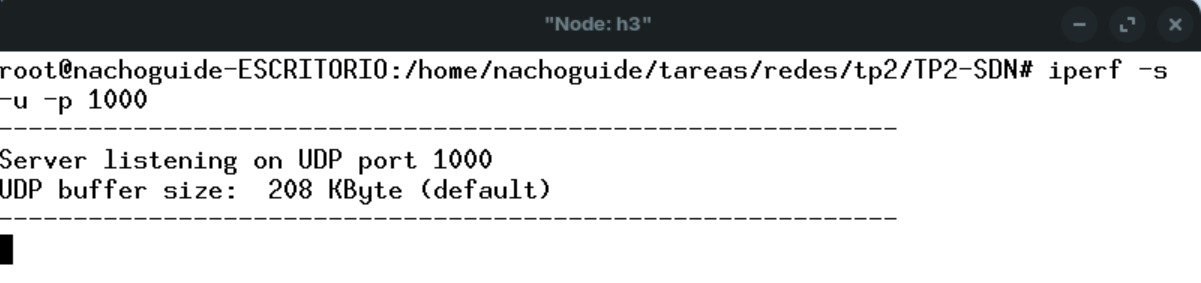 "Node: h3"
root@nachoguide-ESCRITORIO:/home/nachoguide/tareas/redes/tp2/TP2-SDN# iperf -s
-u -p 1000
------------------------------------------------------------
Server listening on UDP port 1000
UDP buffer size:  208 KByte (default)
------------------------------------------------------------